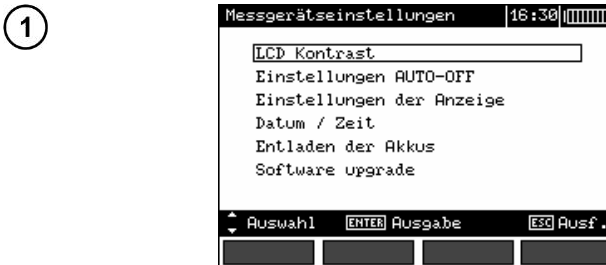 1
Messgerätseinstellungen 16:30
LCD Kontrast
Einstellungen AUTO-OFF
Einstellungen der Anzeige
Datum / Zeit
Entladen der Akkus
Software upgrade
Auswahl ENTER Ausgabe ESC Ausf.